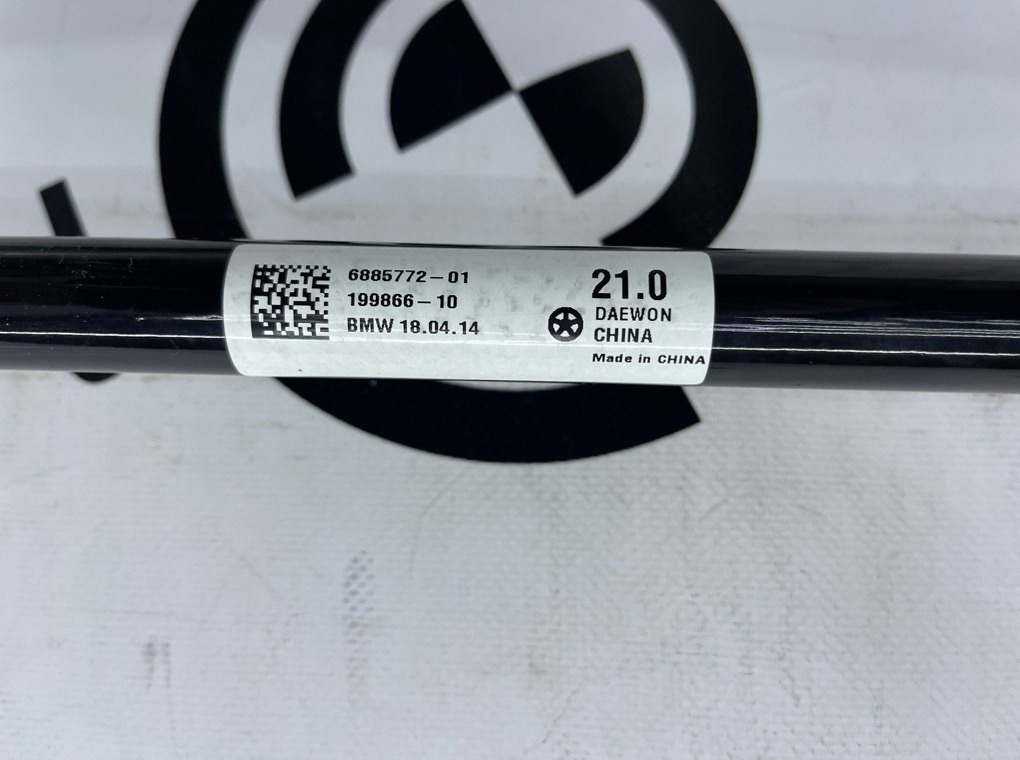 6885772-01
199866-10
BMW 18.04.14
21.0
DAEWON
CHINA
Made in CHINA